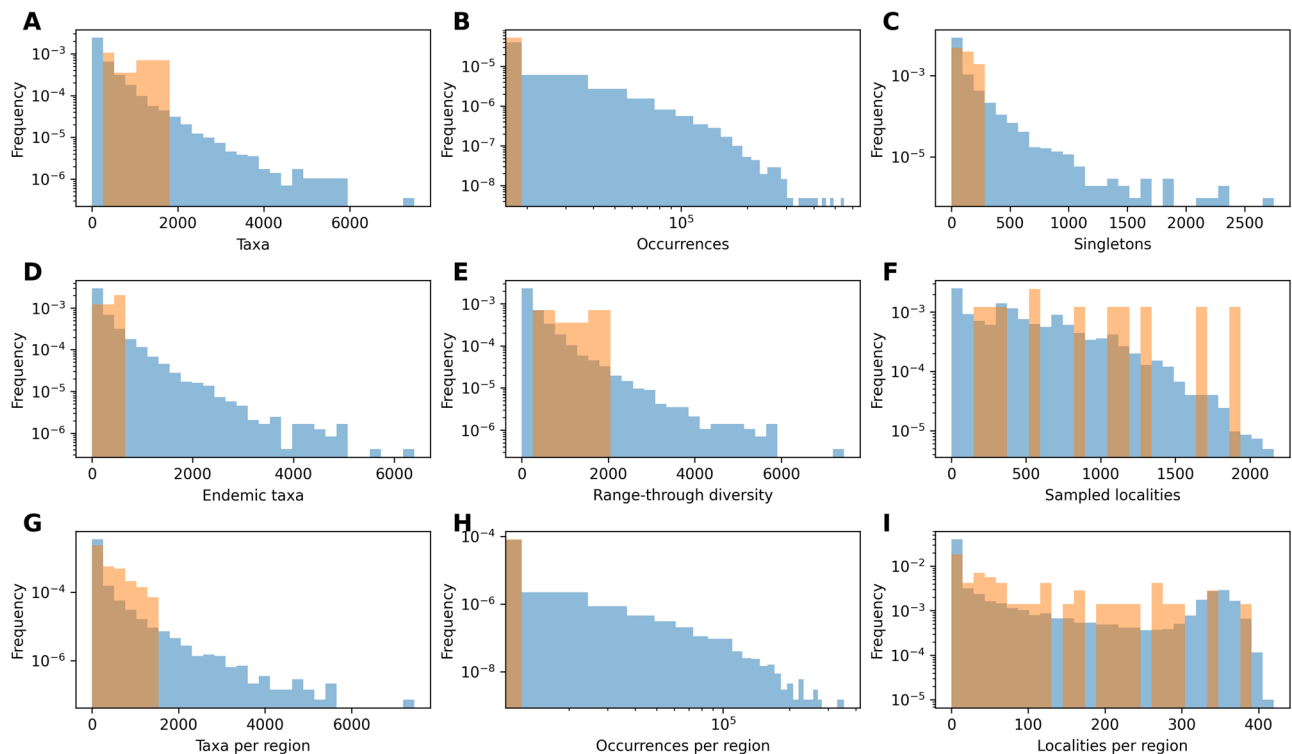 A
B
C
Frequency
10⁻³
10⁻⁴
10⁻⁵
10⁻⁶
0 2000 4000 6000
Taxa
Frequency
10⁻⁵
10⁻⁶
10⁻⁷
10⁻⁸
10⁵
Occurrences
Frequency
10⁻³
10⁻⁵
0 500 1000 1500 2000 2500
Singletons
D
E
F
Frequency
10⁻³
10⁻⁴
10⁻⁵
10⁻⁶
0 2000 4000 6000
Endemic taxa
Frequency
10⁻³
10⁻⁴
10⁻⁵
10⁻⁶
0 2000 4000 6000
Range-through diversity
Frequency
10⁻³
10⁻⁴
10⁻⁵
0 500 1000 1500 2000
Sampled localities
G
H
I
Frequency
10⁻⁴
10⁻⁶
0 2000 4000 6000
Taxa per region
Frequency
10⁻⁴
10⁻⁶
10⁻⁸
10⁵
Occurrences per region
Frequency
10⁻²
10⁻³
10⁻⁴
10⁻⁵
0 100 200 300 400
Localities per region